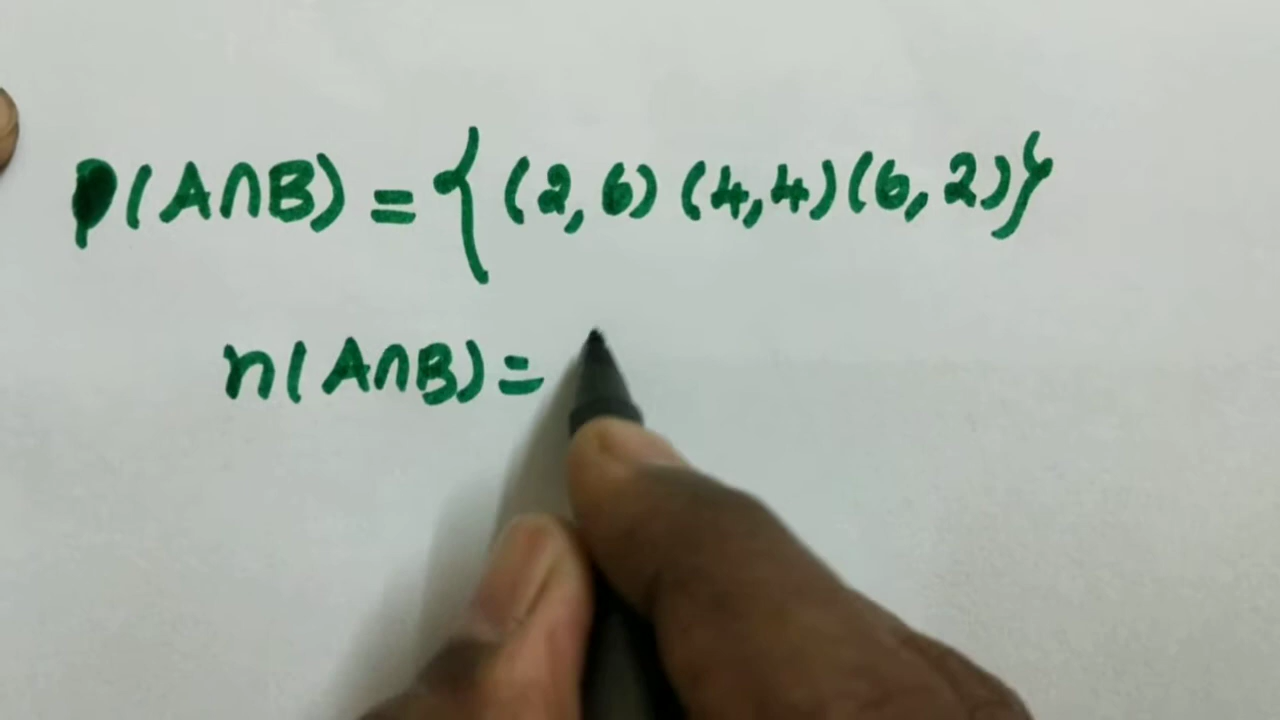 P(A∩B) = { (2,6) (4,4)(6,2)}
n(A∩B) =